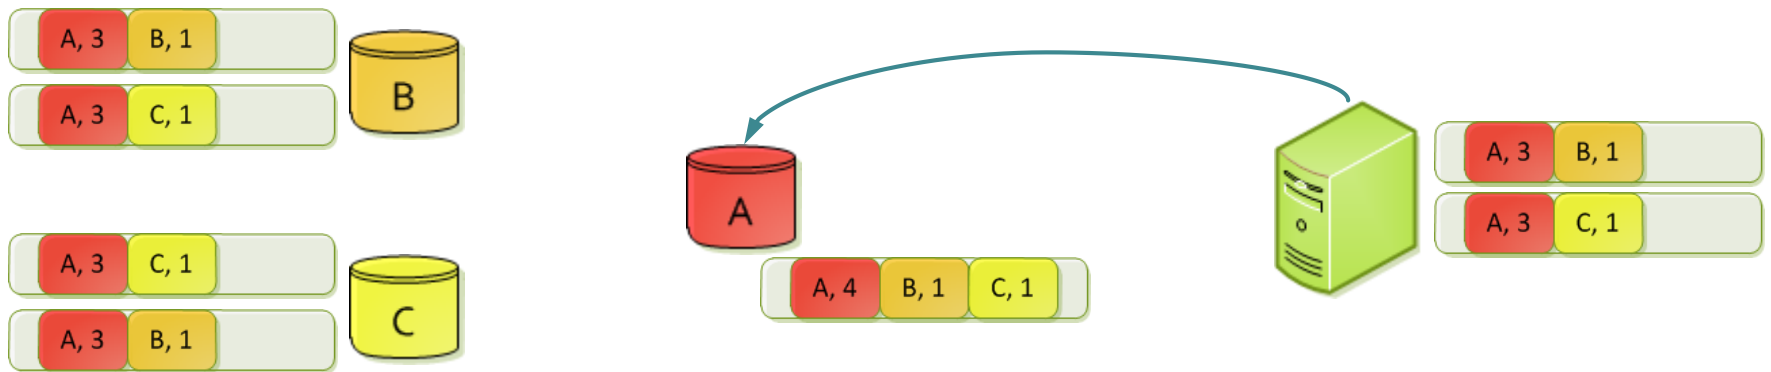 A, 3 B, 1
A, 3 C, 1
B
A, 3 C, 1
A, 3 B, 1
C
A
A, 4 B, 1 C, 1
A, 3 B, 1
A, 3 C, 1